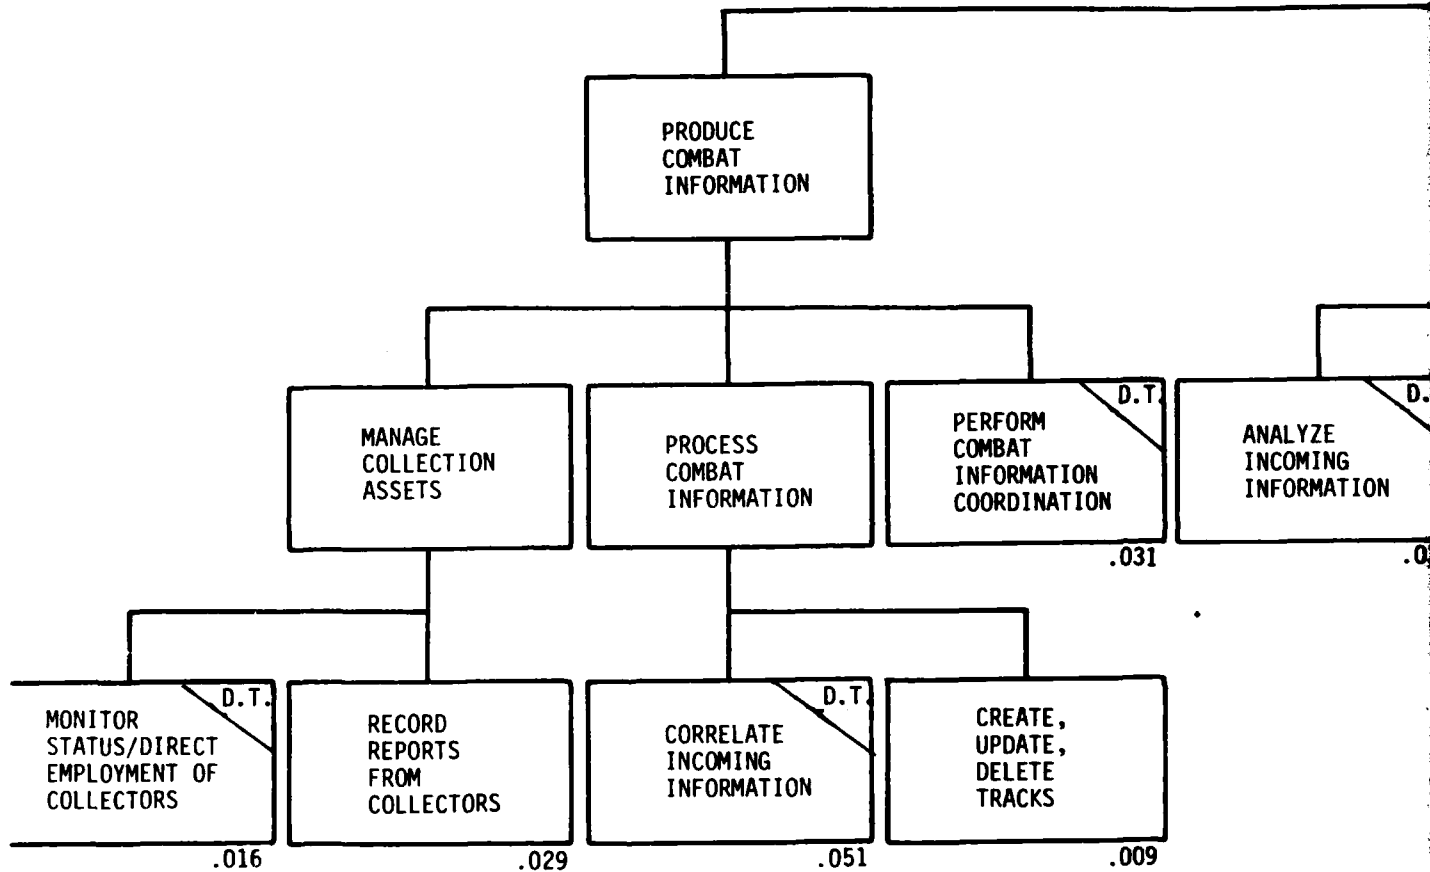 PRODUCE
COMBAT
INFORMATION
MANAGE
COLLECTION
ASSETS
PROCESS
COMBAT
INFORMATION
D.T.
PERFORM
COMBAT
INFORMATION
COORDINATION
.031
D.
ANALYZE
INCOMING
INFORMATION
.0
D.T.
MONITOR
STATUS/DIRECT
EMPLOYMENT OF
COLLECTORS
.016
RECORD
REPORTS
FROM
COLLECTORS
.029
D.T.
CORRELATE
INCOMING
INFORMATION
.051
CREATE,
UPDATE,
DELETE
TRACKS
.009